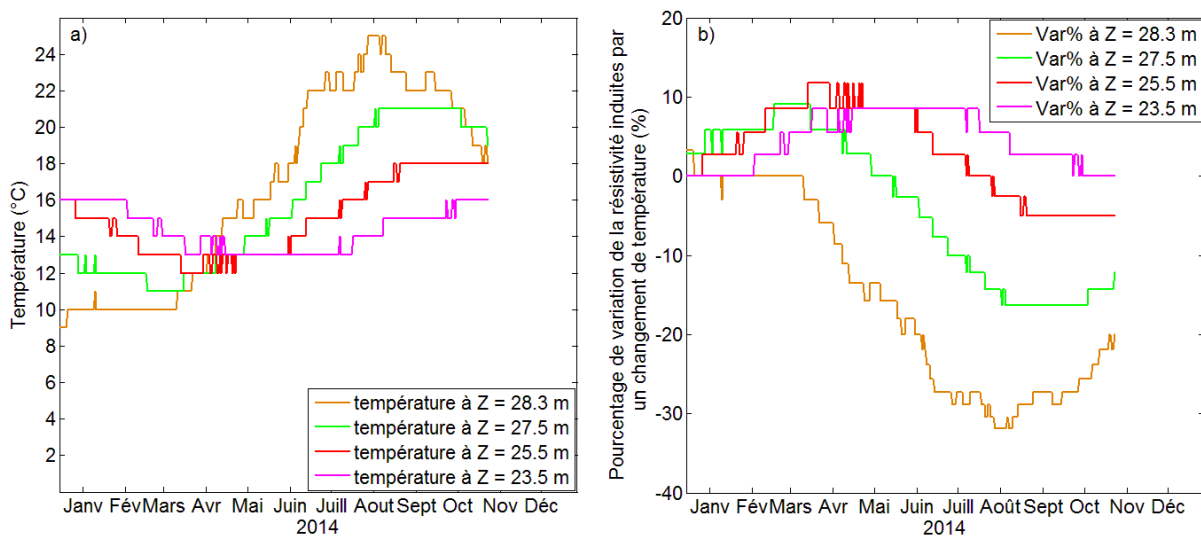 a)
Température (°C)
24
22
20
18
16
14
12
10
8
6
4
2
température à Z = 28.3 m
température à Z = 27.5 m
température à Z = 25.5 m
température à Z = 23.5 m
Janv Fév Mars Avr Mai Juin Juill Aout Sept Oct Nov Déc
2014
b)
Pourcentage de variation de la résistivité induites par
un changement de température (%)
20
10
0
-10
-20
-30
-40
Var% à Z = 28.3 m
Var% à Z = 27.5 m
Var% à Z = 25.5 m
Var% à Z = 23.5 m
Janv Fév Mars Avr Mai Juin Juill Août Sept Oct Nov Déc
2014